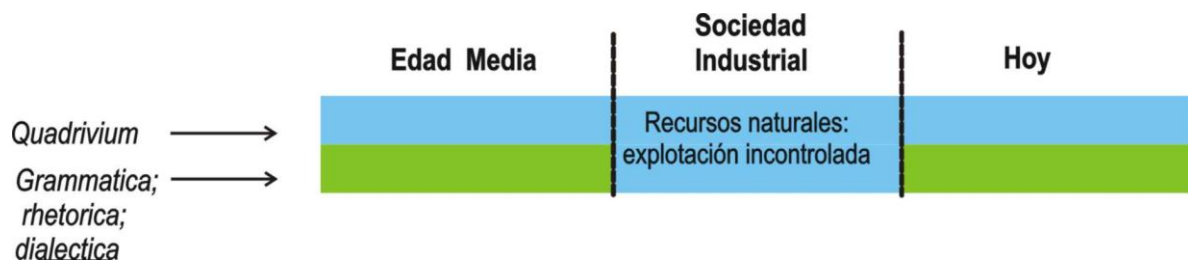 Edad Media
Sociedad
Industrial
Hoy
Quadrivium
Recursos naturales:
explotación incontrolada
Grammatica;
rhetorica;
dialectica